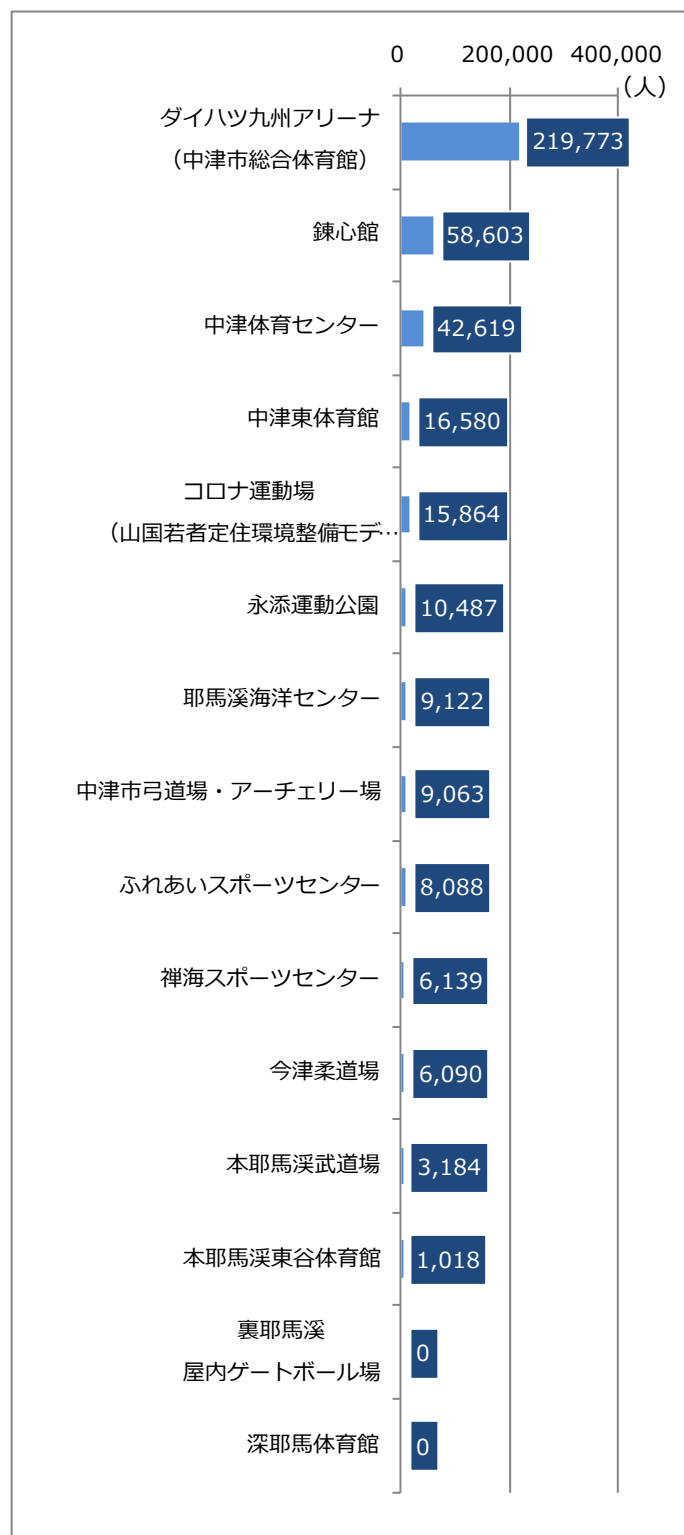 0
200,000
400,000
(人)
ダイハツ九州アリーナ
（中津市総合体育館）
219,773
錬心館
58,603
中津体育センター
42,619
中津東体育館
16,580
コロナ運動場
（山国若者定住環境整備モデ…
15,864
永添運動公園
10,487
耶馬溪海洋センター
9,122
中津市弓道場・アーチェリー場
9,063
ふれあいスポーツセンター
8,088
禅海スポーツセンター
6,139
今津柔道場
6,090
本耶馬渓武道場
3,184
本耶馬渓東谷体育館
1,018
裏耶馬溪
屋内ゲートボール場
0
深耶馬体育館
0